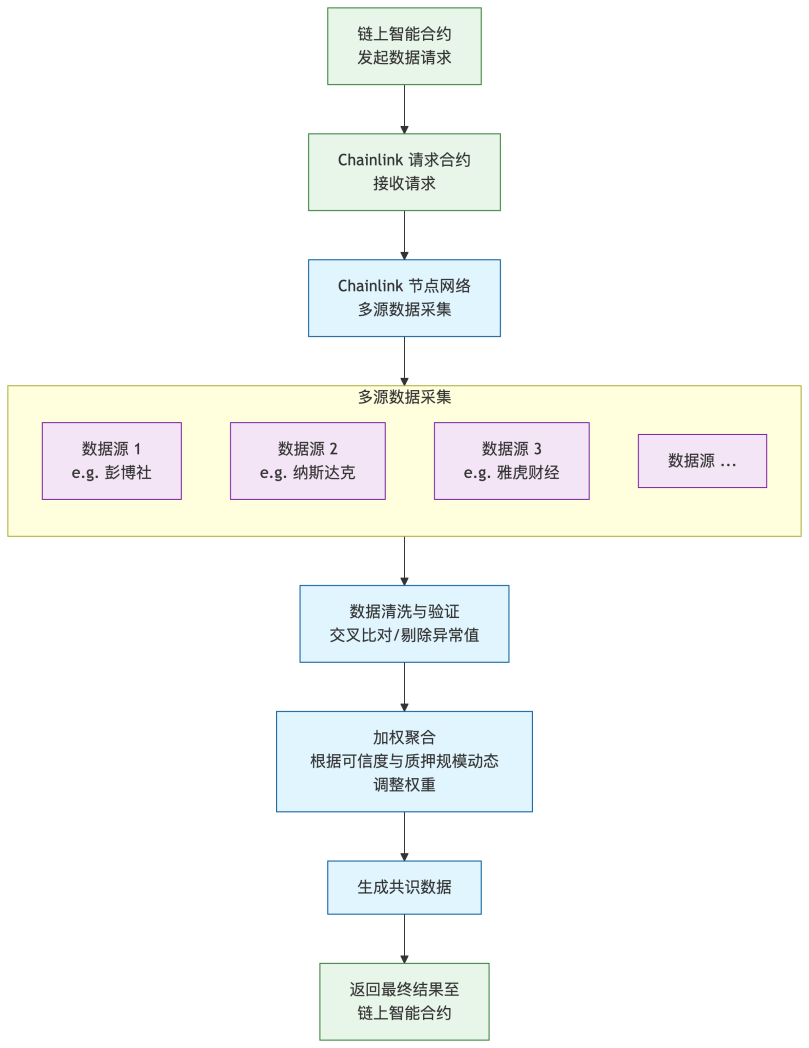 链上智能合约
发起数据请求
Chainlink 请求合约
接收请求
Chainlink 节点网络
多源数据采集
多源数据采集
数据源 1
e.g. 彭博社
数据源 2
e.g. 纳斯达克
数据源 3
e.g. 雅虎财经
数据源 ...
数据清洗与验证
交叉比对/剔除异常值
加权聚合
根据可信度与质押规模动态
调整权重
生成共识数据
返回最终结果至
链上智能合约